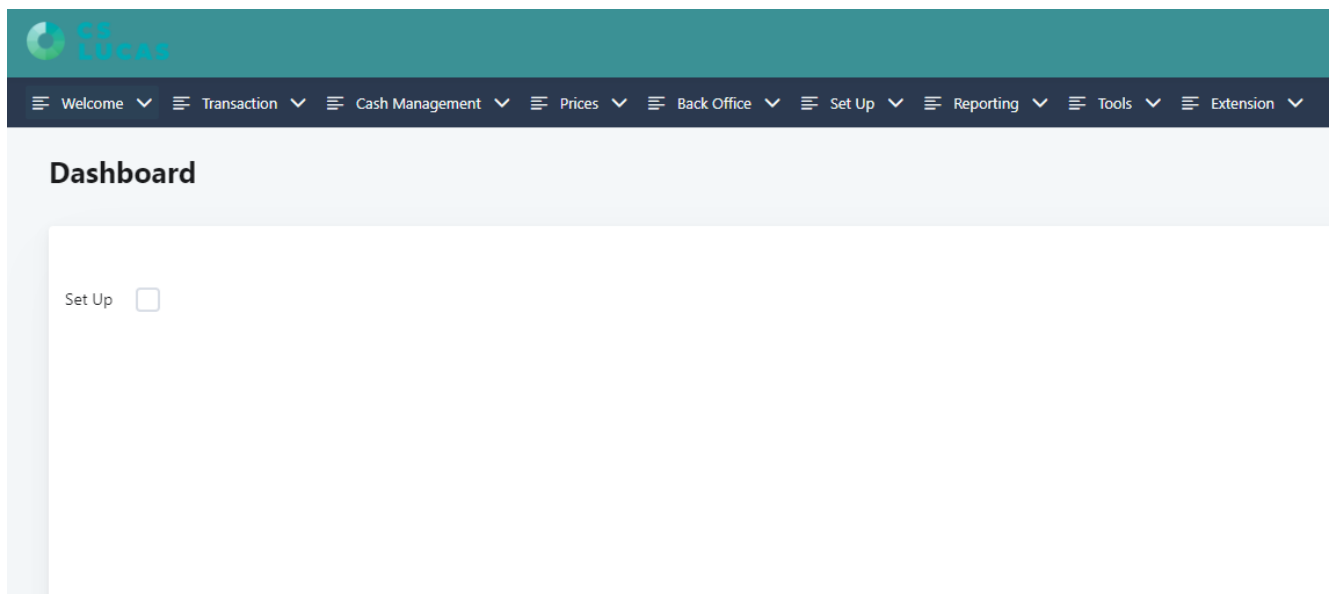 CS
LUCAS
Welcome Transaction Cash Management Prices Back Office Set Up Reporting Tools Extension
Dashboard
Set Up